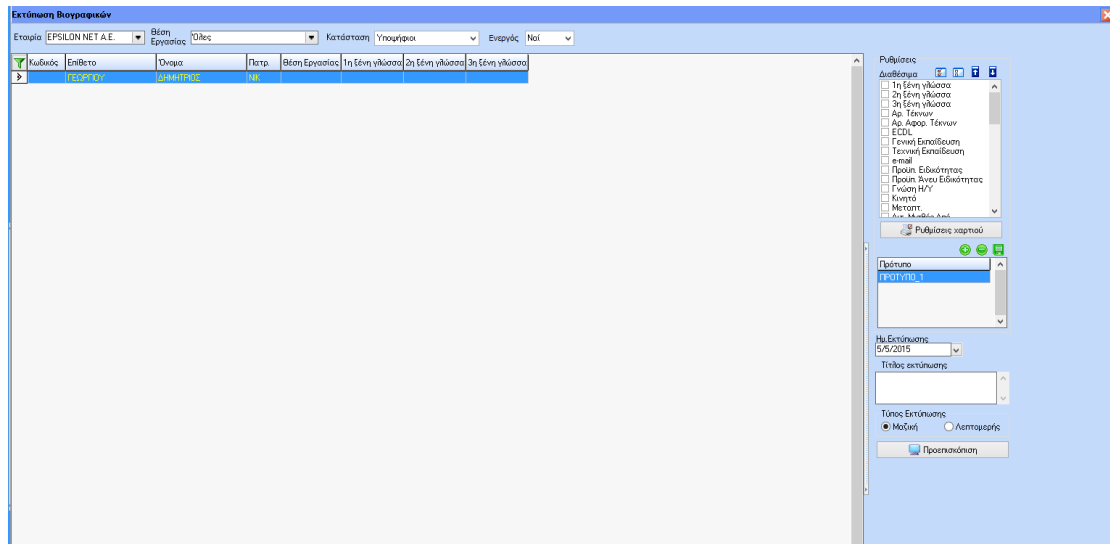 Εκτύπωση Βιογραφικών
Εταιρία EPSILON NET A.E. Θέση Εργασίας Όλες Κατάσταση Υποψήφιοι Ενεργός Ναί
Κωδικός Επίθετο Όνομα Πατρ. Θέση Εργασίας 1η ξένη γλώσσα 2η ξένη γλώσσα 3η ξένη γλώσσα
ΓΕΩΡΓΙΟΥ ΔΗΜΗΤΡΙΟΣ ΝΙΚ
Ρυθμίσεις
Διαθέσιμα
1η ξένη γλώσσα
2η ξένη γλώσσα
3η ξένη γλώσσα
Αρ. Τέκνων
Αρ. Αφορ. Τέκνων
ECDL
Γενική Εκπαίδευση
Τεχνική Εκπαίδευση
e-mail
Προϋπ. Ειδικότητας
Προϋπ. Άνευ Ειδικότητας
Γνώση Η/Υ
Κινητό
Μεταπτ.
Ρυθμίσεις χαρτιού
Πρότυπο
ΠΡΟΤΥΠΟ_1
Ημ.Εκτύπωσης
5/5/2015
Τίτλος εκτύπωσης
Τύπος Εκτύπωσης
Μαζική Λεπτομερής
Προεπισκόπιση